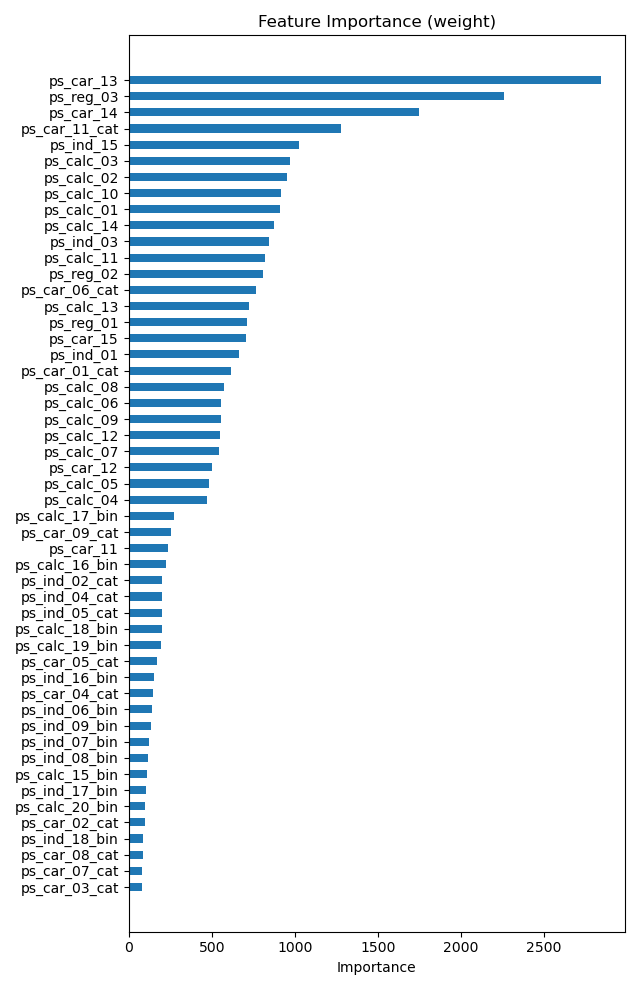 Feature Importance (weight)
ps_car_13
ps_reg_03
ps_car_14
ps_car_11_cat
ps_ind_15
ps_calc_03
ps_calc_02
ps_calc_10
ps_calc_01
ps_calc_14
ps_ind_03
ps_calc_11
ps_reg_02
ps_car_06_cat
ps_calc_13
ps_reg_01
ps_car_15
ps_ind_01
ps_car_01_cat
ps_calc_08
ps_calc_06
ps_calc_09
ps_calc_12
ps_calc_07
ps_car_12
ps_calc_05
ps_calc_04
ps_calc_17_bin
ps_car_09_cat
ps_car_11
ps_calc_16_bin
ps_ind_02_cat
ps_ind_04_cat
ps_ind_05_cat
ps_calc_18_bin
ps_calc_19_bin
ps_car_05_cat
ps_ind_16_bin
ps_car_04_cat
ps_ind_06_bin
ps_ind_09_bin
ps_ind_07_bin
ps_ind_08_bin
ps_calc_15_bin
ps_ind_17_bin
ps_calc_20_bin
ps_car_02_cat
ps_ind_18_bin
ps_car_08_cat
ps_car_07_cat
ps_car_03_cat
0 500 1000 1500 2000 2500
Importance